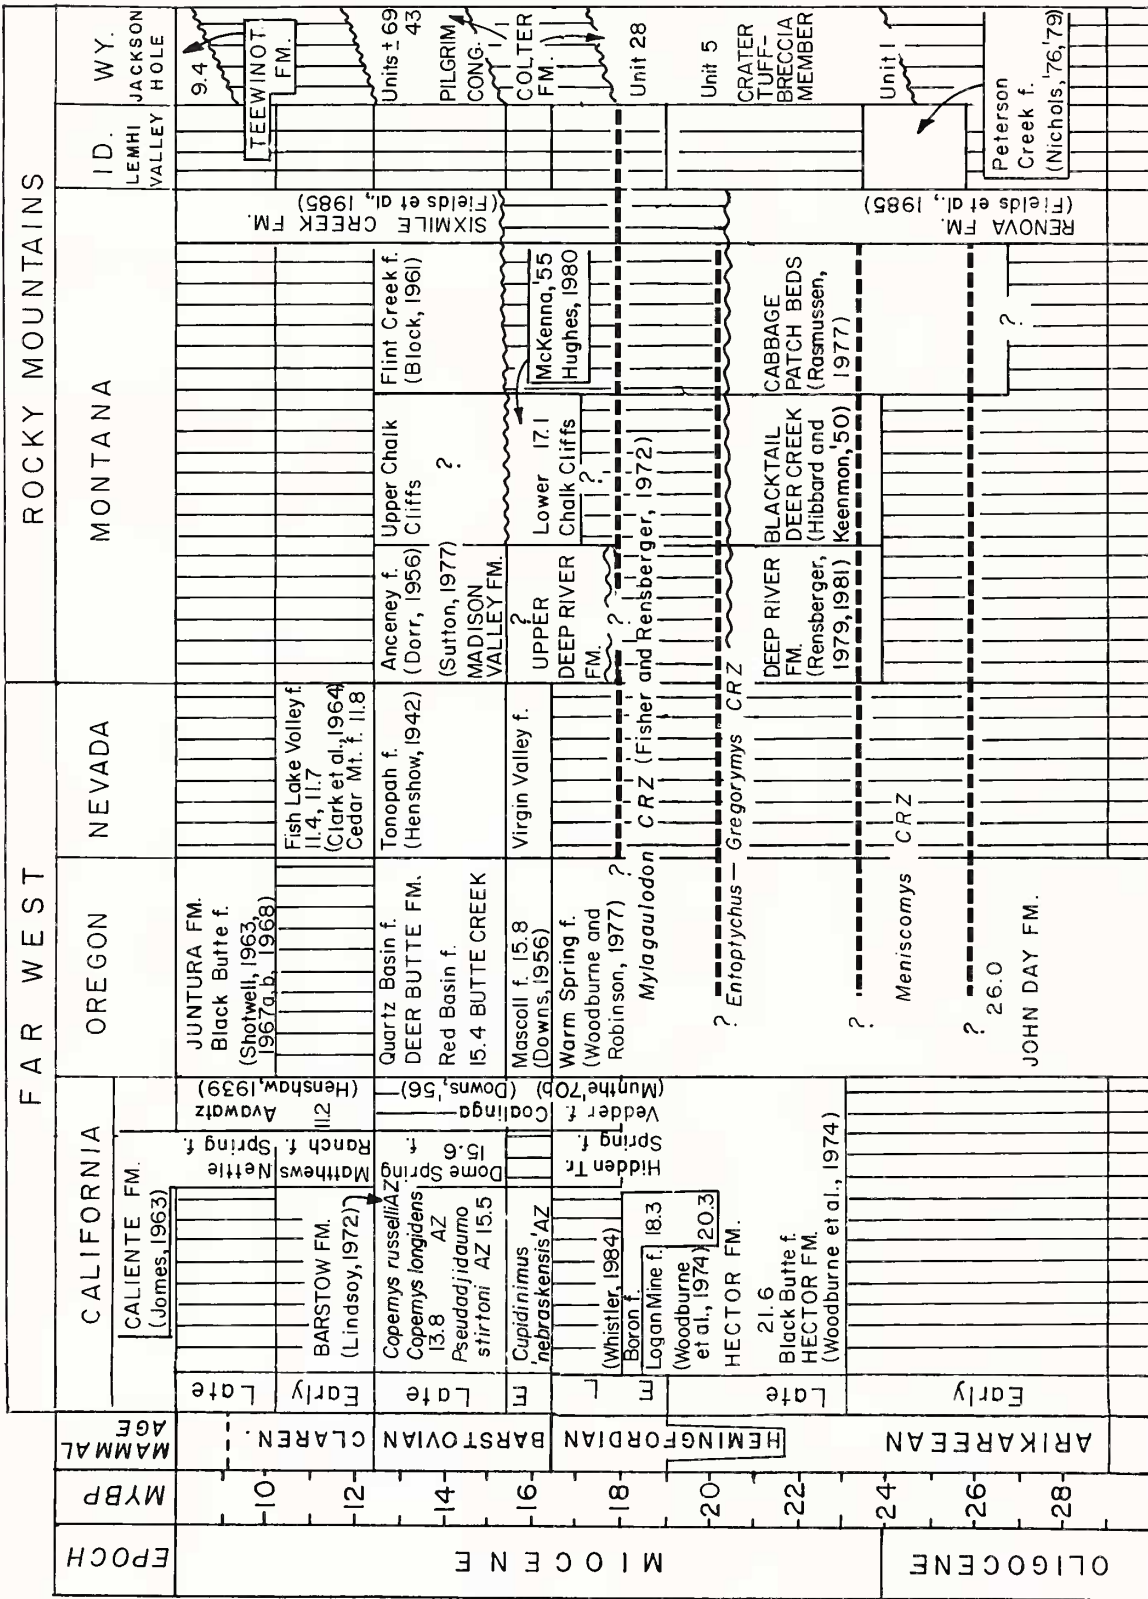 FAR WEST
ROCKY MOUNTAINS
EPOCH
MYBP
MAMMAL
AGE
CALIFORNIA
OREGON
NEVADA
MONTANA
ID.
LEMHI
VALLEY
WY.
JACKSON
HOLE
MIOCENE
OLIGOCENE
10
12
14
16
18
20
22
24
26
28
CLAREN.
BARSTOVIAN
HEMINGFORDIAN
ARIKAREEAN
Late
Early
Late
E
L
E
Late
Early
CALIENTE FM.
(James, 1963)
BARSTOW FM.
(Lindsay, 1972)
Copemys russelli AZ
Copemys longidens
13.8 AZ
Pseudadjidaumo
stirtoni AZ 15.5
Cupidinimus
'nebraskensis' AZ
(Whistler, 1984)
Boron f.
Logan Mine f. 18.3
(Woodburne
et al., 1974) 20.3
HECTOR FM.
21.6
Black Butte f.
HECTOR FM.
(Woodburne et al., 1974)
Nettle
Spring f.
Matthews
Ranch f.
Dome Spring
f.
15.6
Hidden Tr.
Spring
f.
Avawatz
(Henshaw, 1939)
11.2
Coalinga
(Downs, '56)
Vedder f.
(Munthe '70b)
JUNTURA FM.
Black Butte f.
(Shotwell, 1963,
1967a, b, 1968)
Quartz Basin f.
DEER BUTTE FM.
Red Basin f.
15.4 BUTTE CREEK
Mascall f. 15.8
(Downs, 1956)
Warm Spring f.
(Woodburne and
Robinson, 1977) ?
Mylagaulodon CRZ (Fisher and Rensberger, 1972)
? Entoptychus – Gregorymys CRZ
?
Meniscomys CRZ
? 26.0
JOHN DAY FM.
Fish Lake Valley f.
11.4, 11.7
(Clark et al., 1964)
Cedar Mt. f. 11.8
Tonopah f.
(Henshaw, 1942)
Virgin Valley f.
Anceney f.
(Dorr, 1956)
(Sutton, 1977)
MADISON
VALLEY FM.
?
UPPER
DEEP RIVER
FM.
?
DEEP RIVER
FM.
(Rensberger,
1979, 1981)
Upper Chalk
Cliffs
?
Lower 17.1
Chalk Cliffs
?
BLACKTAIL
DEER CREEK
(Hibbard and
Keenmon, '50)
Flint Creek f.
(Black, 1961)
McKenna, '55
Hughes, 1980
CABBAGE
PATCH BEDS
(Rasmussen,
1977)
?
SIXMILE CREEK FM.
(Fields et al., 1985)
RENOVA FM.
(Fields et al., 1985)
9.4
TEEWINOT
FM.
Units ± 69
43
PILGRIM
CONG.
COLTER
FM.
Unit 28
Unit 5
CRATER
TUFF-
BRECCIA
MEMBER
Unit 1
Peterson
Creek f.
(Nichols, '76, '79)